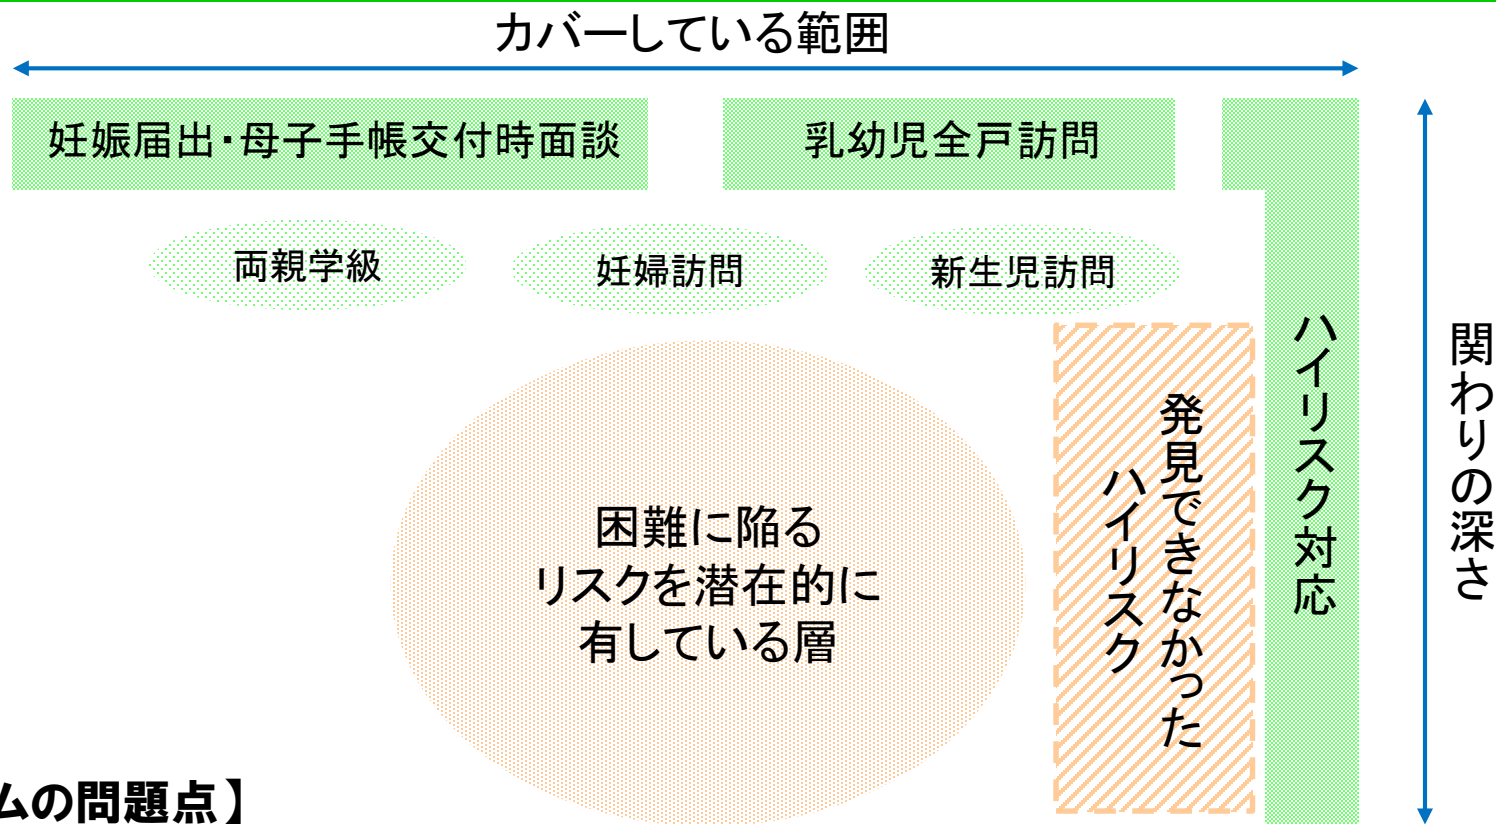 カバーしている範囲
妊娠届出・母子手帳交付時面談
乳幼児全戸訪問
両親学級
妊婦訪問
新生児訪問
ハイリスク対応
関わりの深さ
発見できなかった
ハイリスク
困難に陥る
リスクを潜在的に
有している層
ムの問題点】